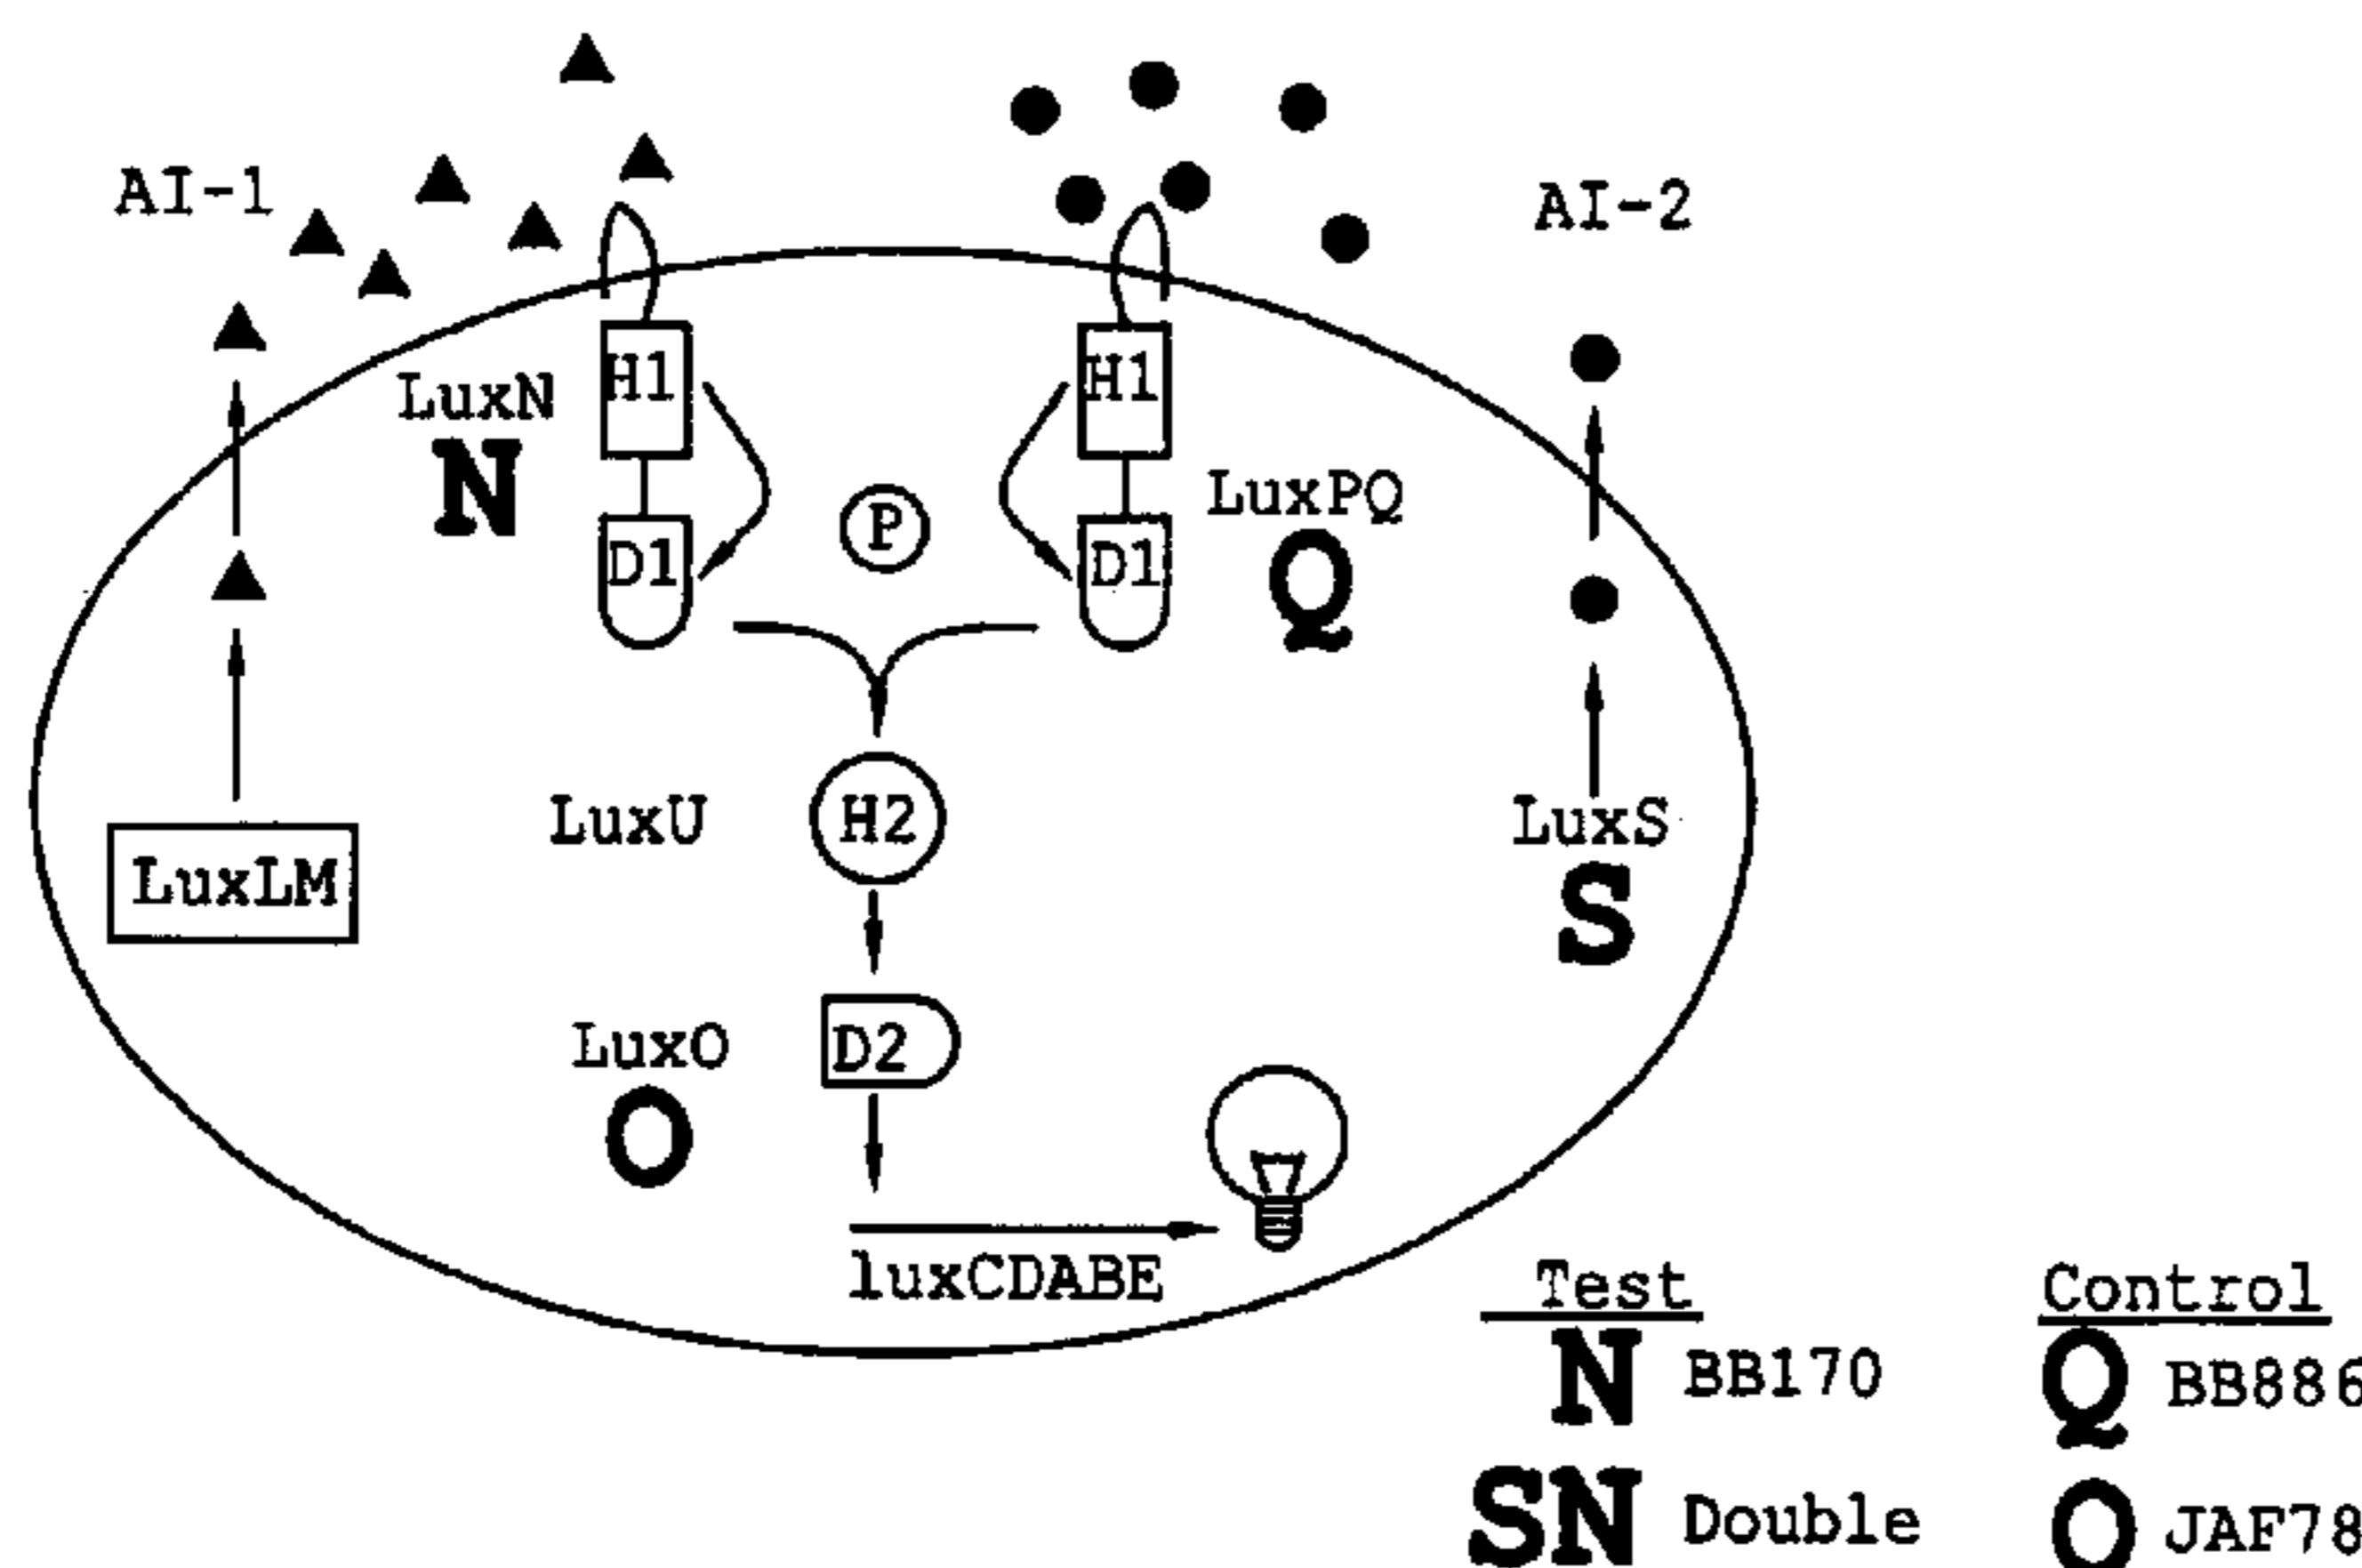 AI-1
AI-2
LuxN
N
H1
H1
D1
P
D1
LuxPQ
Q
LuxU
H2
LuxS
S
LuxLM
LuxO
O
D2
luxCDABE
Test
Control
N BB170
Q BB886
SN Double
O JAF78